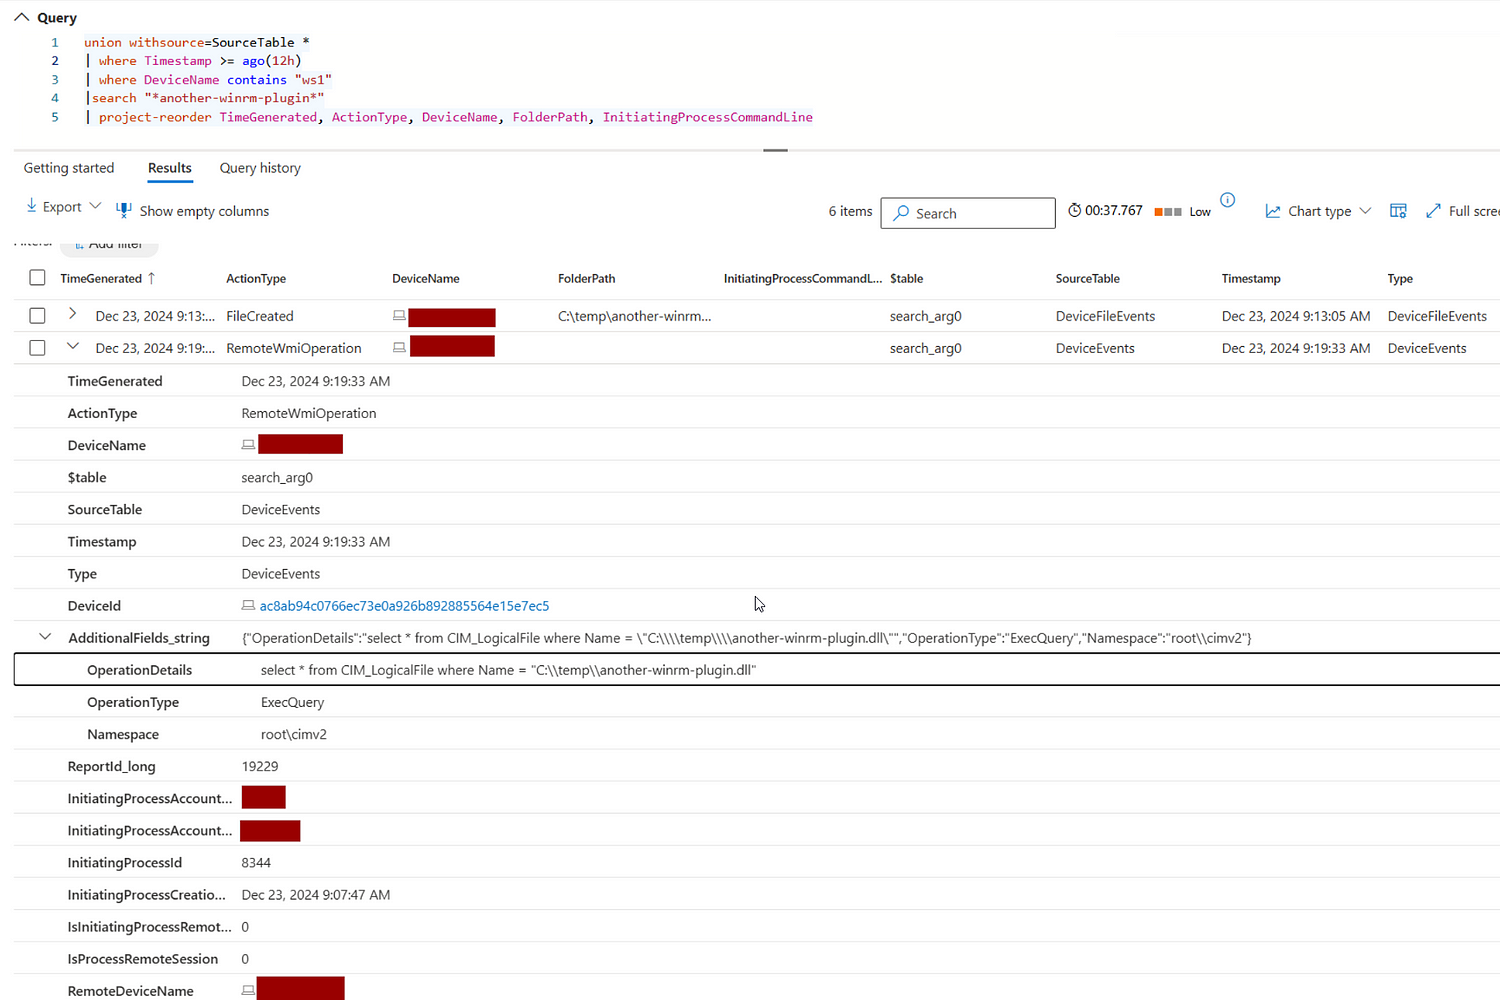 Query
1 union withsource=SourceTable *
2 | where Timestamp >= ago(12h)
3 | where DeviceName contains "ws1"
4 |search "*another-winrm-plugin*"
5 | project-reorder TimeGenerated, ActionType, DeviceName, FolderPath, InitiatingProcessCommandLine
Getting started Results Query history
Export Show empty columns 6 items Search 00:37.767 Low Chart type Full scre
Filters: Add filter
TimeGenerated ↑ ActionType DeviceName FolderPath InitiatingProcessCommandL... $table SourceTable Timestamp Type
Dec 23, 2024 9:13:... FileCreated C:\temp\another-winrm... search_arg0 DeviceFileEvents Dec 23, 2024 9:13:05 AM DeviceFileEvents
Dec 23, 2024 9:19:... RemoteWmiOperation search_arg0 DeviceEvents Dec 23, 2024 9:19:33 AM DeviceEvents
TimeGenerated Dec 23, 2024 9:19:33 AM
ActionType RemoteWmiOperation
DeviceName
$table search_arg0
SourceTable DeviceEvents
Timestamp Dec 23, 2024 9:19:33 AM
Type DeviceEvents
DeviceId ac8ab94c0766ec73e0a926b892885564e15e7ec5
AdditionalFields_string {"OperationDetails":"select * from CIM_LogicalFile where Name = \"C:\\\\temp\\\\another-winrm-plugin.dll\"","OperationType":"ExecQuery","Namespace":"root\\cimv2"}
OperationDetails select * from CIM_LogicalFile where Name = "C:\\temp\\another-winrm-plugin.dll"
OperationType ExecQuery
Namespace root\cimv2
ReportId_long 19229
InitiatingProcessAccount...
InitiatingProcessAccount...
InitiatingProcessId 8344
InitiatingProcessCreatio... Dec 23, 2024 9:07:47 AM
IsInitiatingProcessRemot... 0
IsProcessRemoteSession 0
RemoteDeviceName